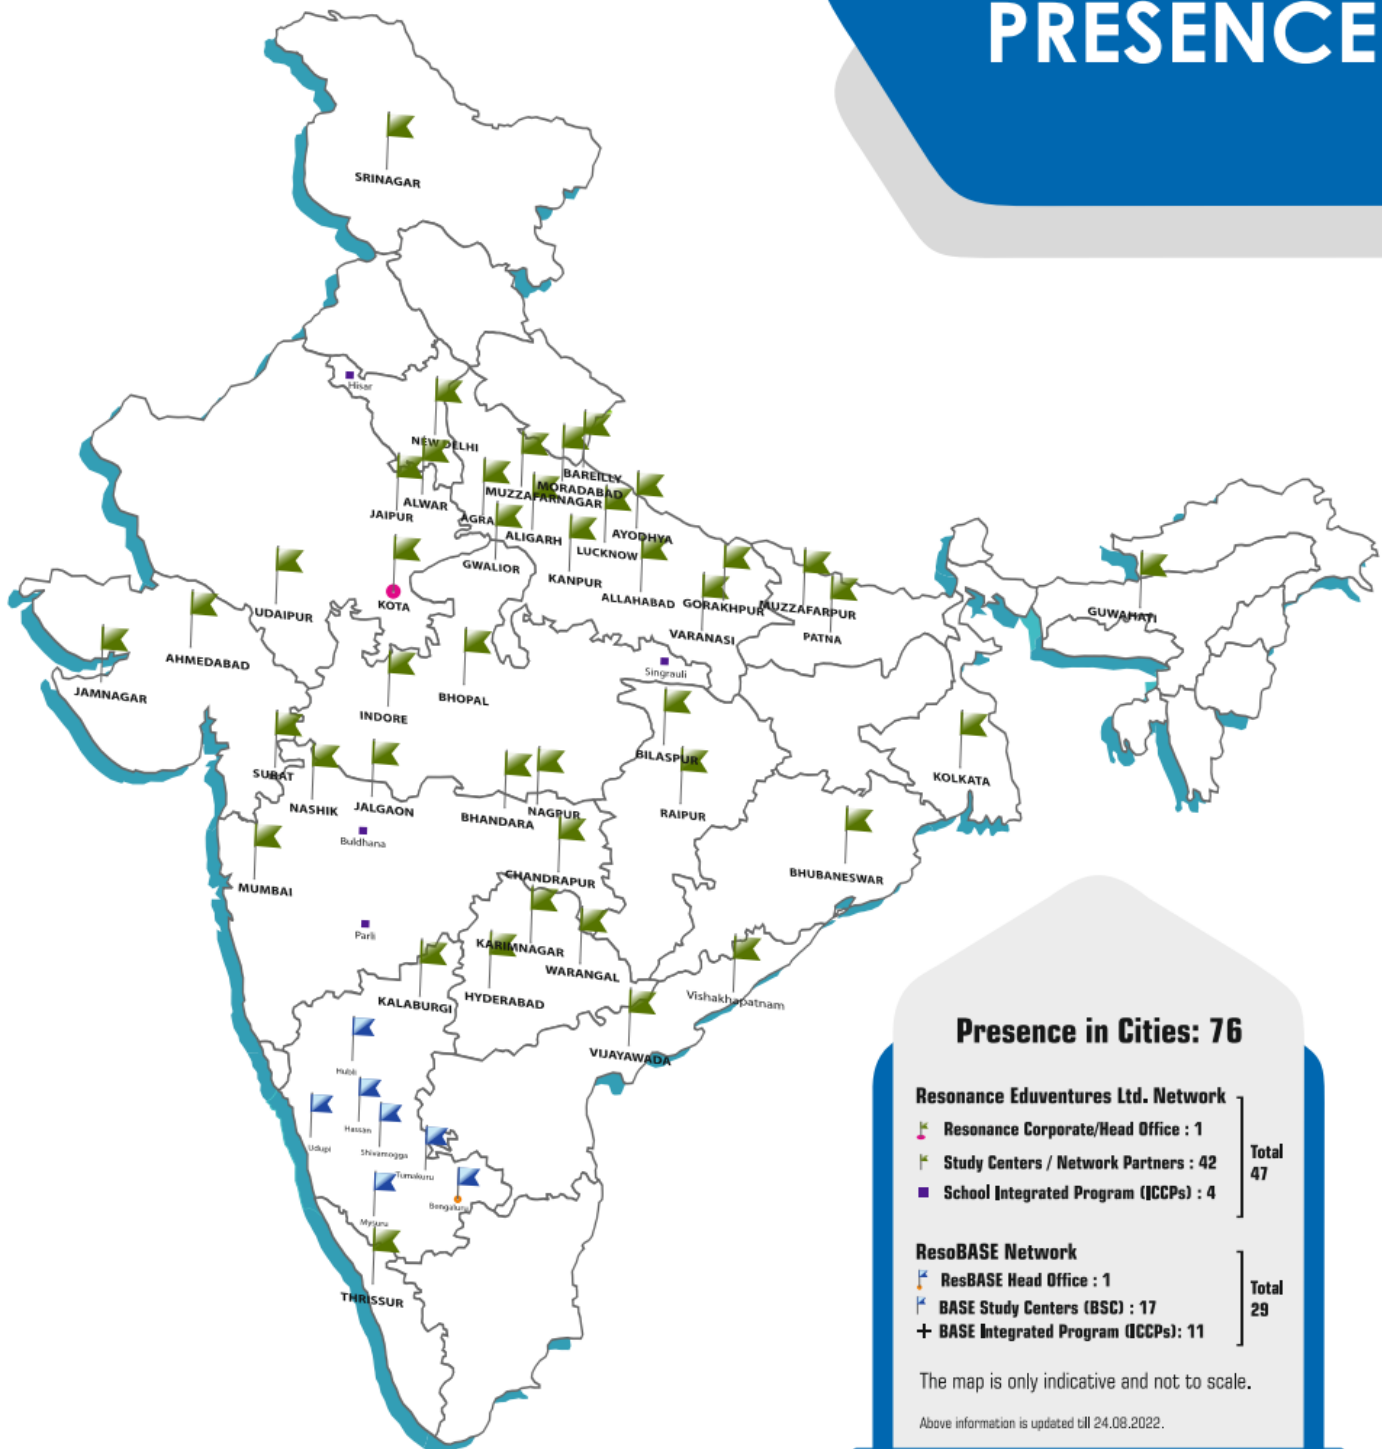 PRESENCE
SRINAGAR
Hisar
NEW DELHI
BAREILLY
MORADABAD
MUZZAFARNAGAR
ALWAR
JAIPUR
AGRA
ALIGARH
AYODHYA
LUCKNOW
GWALIOR
KANPUR
ALLAHABAD
GORAKHPUR
MUZZAFARPUR
KOTA
UDAIPUR
VARANASI
PATNA
GUWAHATI
AHMEDABAD
JAMNAGAR
BHOPAL
Singrauli
INDORE
BILASPUR
SURAT
KOLKATA
NASHIK
JALGAON
BHANDARA
NAGPUR
RAIPUR
Buldhana
MUMBAI
CHANDRAPUR
BHUBANESWAR
Parli
KARIMNAGAR
WARANGAL
KALABURGI
HYDERABAD
Vishakhapatnam
VIJAYAWADA
Hubli
Hassan
Udupi
Shivamogga
Tumakuru
Bengaluru
Mysuru
THRISSUR
Presence in Cities: 76
Resonance Eduventures Ltd. Network
Resonance Corporate/Head Office : 1
Study Centers / Network Partners : 42
School Integrated Program (ICCPs) : 4
Total
47
ResoBASE Network
ResBASE Head Office : 1
BASE Study Centers (BSC) : 17
BASE Integrated Program (ICCPs): 11
Total
29
The map is only indicative and not to scale.
Above information is updated till 24.08.2022.